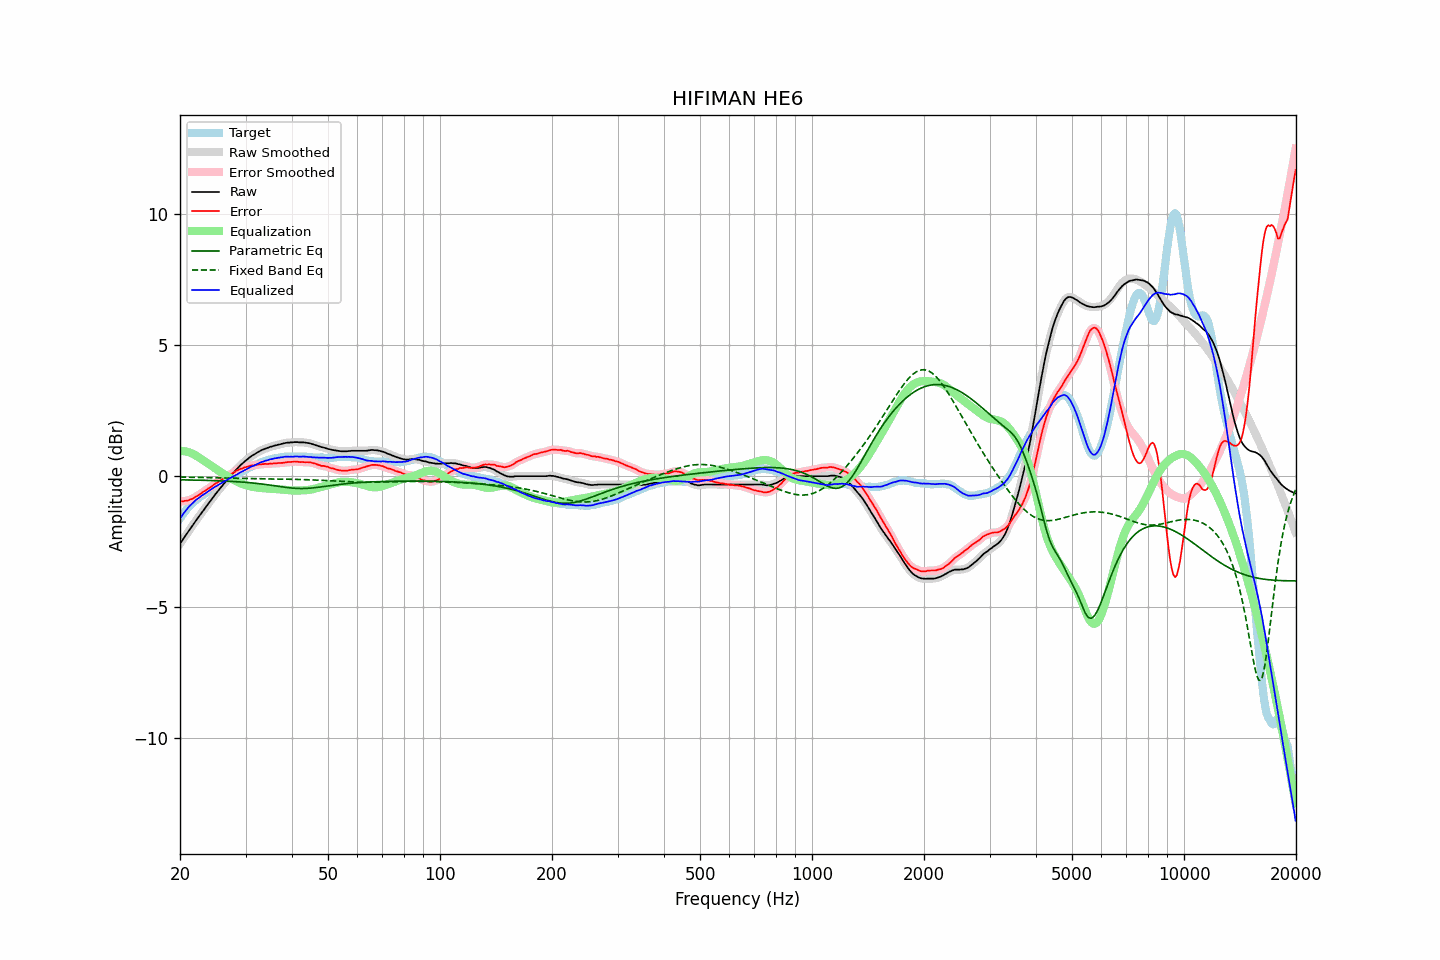 HIFIMAN HE6
Target
Raw Smoothed
Error Smoothed
Raw
Error
Equalization
Parametric Eq
Fixed Band Eq
Equalized
10
5
0
−5
−10
Amplitude (dBr)
20
50
100
200
500
1000
2000
5000
10000
20000
Frequency (Hz)